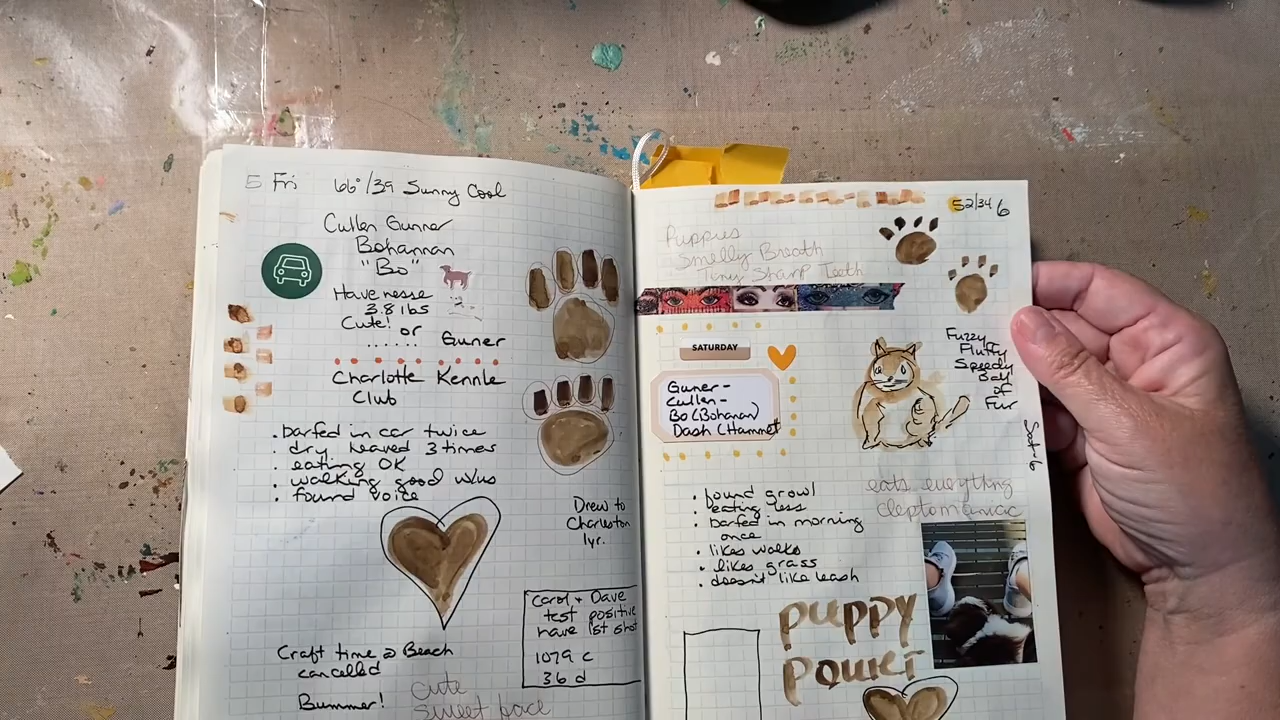 5 Fri 66°/39 Sunny Cool
Cullen Gunner
Bohannan
"Bo"
Havenesse
3.8 lbs
Cute! or
...... Guner
Charlotte Kennle
Club
. barfed in car twice
. dry heaved 3 times
. eating OK
. walking good w/us
. found voice
Drew to
Charleston
1yr.
Carol + Dave
test positive
have 1st shot
1079 c
36 d
Craft time @ Beach
cancelled
Bummer!
cute
sweet face
52/34 6
Puppies
Smelly Breath
Tiny Sharp Teeth
SATURDAY
Guner-
Cullen-
Bo (Bohanan)
Dash (Hammet
Fuzzy
Fluffy
Speedy
Ball
of
Fur
Sat-6
eats everything
cleptomaniac
. found growl
. eating less
. barfed in morning
once
. likes walks
. likes grass
. doesn't like leash
puppy
power